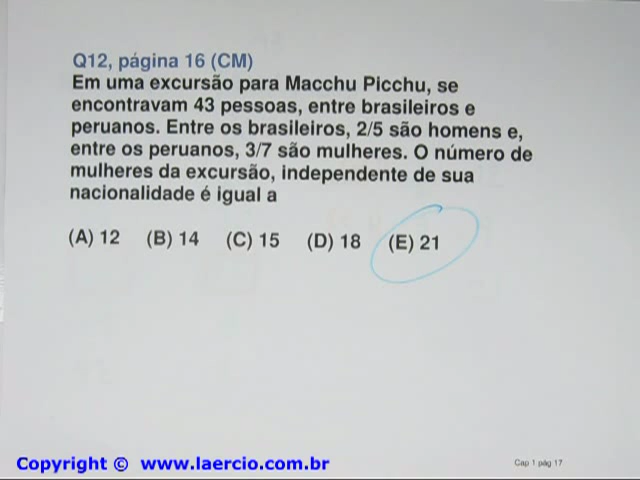 Q12, página 16 (CM)
Em uma excursão para Macchu Picchu, se
encontravam 43 pessoas, entre brasileiros e
peruanos. Entre os brasileiros, 2/5 são homens e,
entre os peruanos, 3/7 são mulheres. O número de
mulheres da excursão, independente de sua
nacionalidade é igual a
(A) 12 (B) 14 (C) 15 (D) 18 (E) 21
Copyright © www.laercio.com.br
Cap 1 pág 17